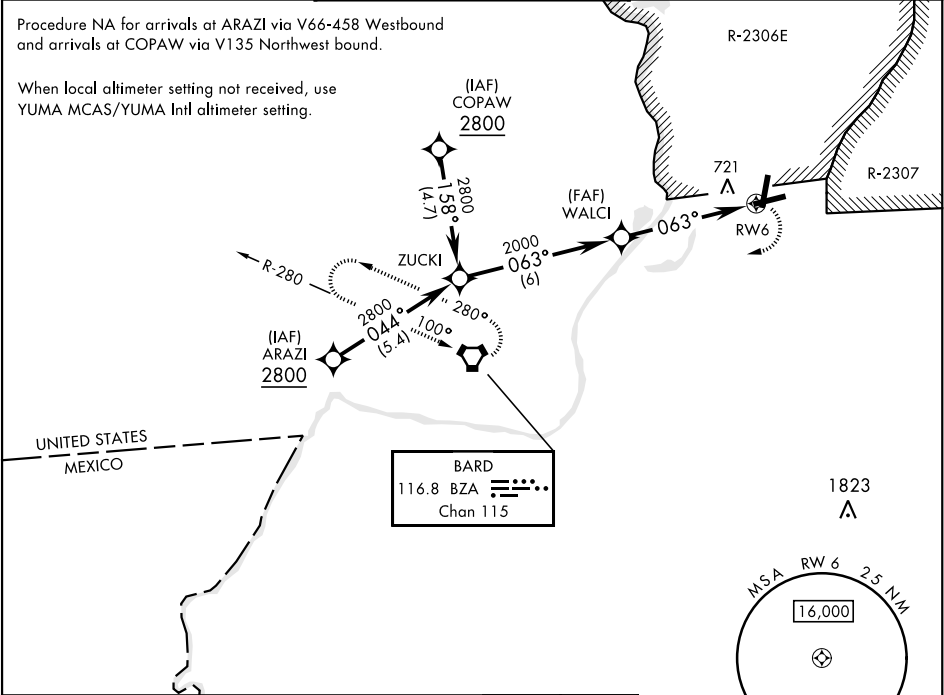 Procedure NA for arrivals at ARAZI via V66-458 Westbound
and arrivals at COPAW via V135 Northwest bound.
When local altimeter setting not received, use
YUMA MCAS/YUMA Intl altimeter setting.
R-2306E
(IAF)
COPAW
2800
721
R-2307
2800
158°
(4.7)
(FAF)
WALCI
063°
RW6
ZUCKI
2000
063°
(6)
R-280
2800
044°
(5.4)
280°
100°
(IAF)
ARAZI
2800
UNITED STATES
MEXICO
BARD
116.8 BZA
Chan 115
1823
MSA RW 6 25 NM
16,000